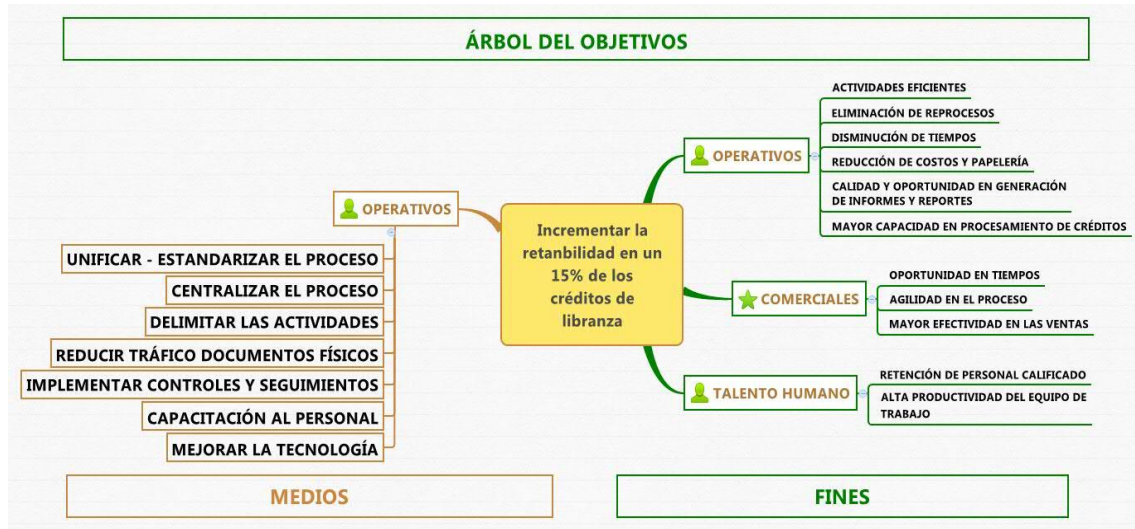 ÁRBOL DEL OBJETIVOS
OPERATIVOS
UNIFICAR - ESTANDARIZAR EL PROCESO
CENTRALIZAR EL PROCESO
DELIMITAR LAS ACTIVIDADES
REDUCIR TRÁFICO DOCUMENTOS FÍSICOS
IMPLEMENTAR CONTROLES Y SEGUIMIENTOS
CAPACITACIÓN AL PERSONAL
MEJORAR LA TECNOLOGÍA
MEDIOS
Incrementar la
retanbilidad en un
15% de los
créditos de
libranza
OPERATIVOS
ACTIVIDADES EFICIENTES
ELIMINACIÓN DE REPROCESOS
DISMINUCIÓN DE TIEMPOS
REDUCCIÓN DE COSTOS Y PAPELERÍA
CALIDAD Y OPORTUNIDAD EN GENERACIÓN
DE INFORMES Y REPORTES
MAYOR CAPACIDAD EN PROCESAMIENTO DE CRÉDITOS
COMERCIALES
OPORTUNIDAD EN TIEMPOS
AGILIDAD EN EL PROCESO
MAYOR EFECTIVIDAD EN LAS VENTAS
TALENTO HUMANO
RETENCIÓN DE PERSONAL CALIFICADO
ALTA PRODUCTIVIDAD DEL EQUIPO DE
TRABAJO
FINES